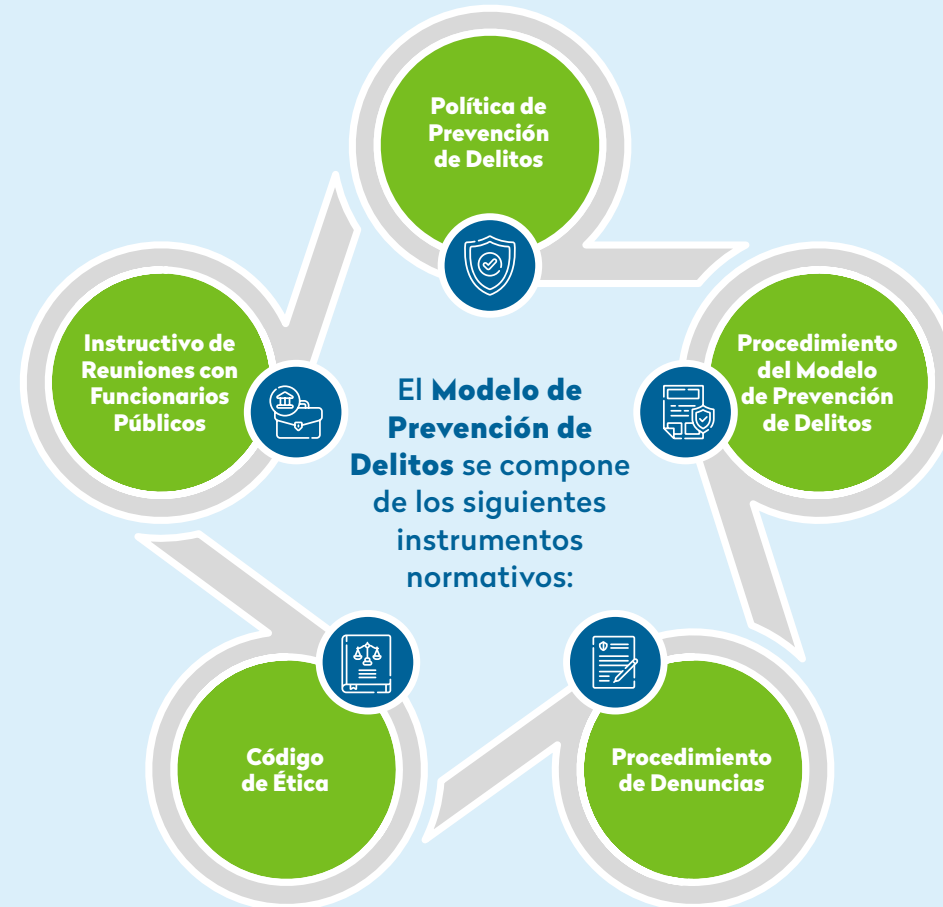 Política de
Prevención
de Delitos
Instructivo de
Reuniones con
Funcionarios
Públicos
Procedimiento
del Modelo
de Prevención
de Delitos
El Modelo de
Prevención de
Delitos se compone
de los siguientes
instrumentos
normativos:
Código
de Ética
Procedimiento
de Denuncias